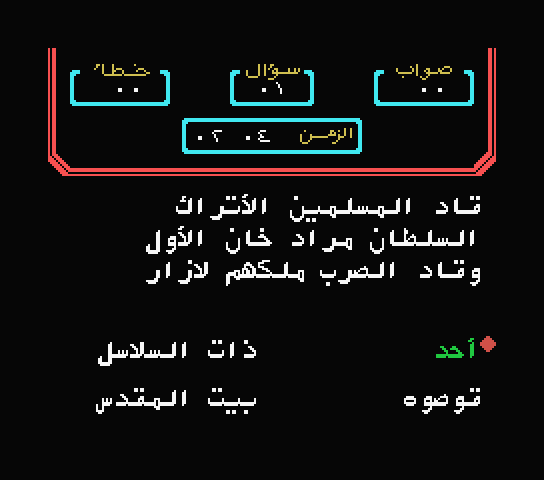 صواب سؤال خطأ
٠٠ ٠١ ٠٠
الزمن ٠٢ ٠٤
قاد المسلمين الأتراك
السلطان مراد خان الأول
وقاد الصرب ملكهم لازار
أحد ذات السلاسل
قوصوه بيت المقدس